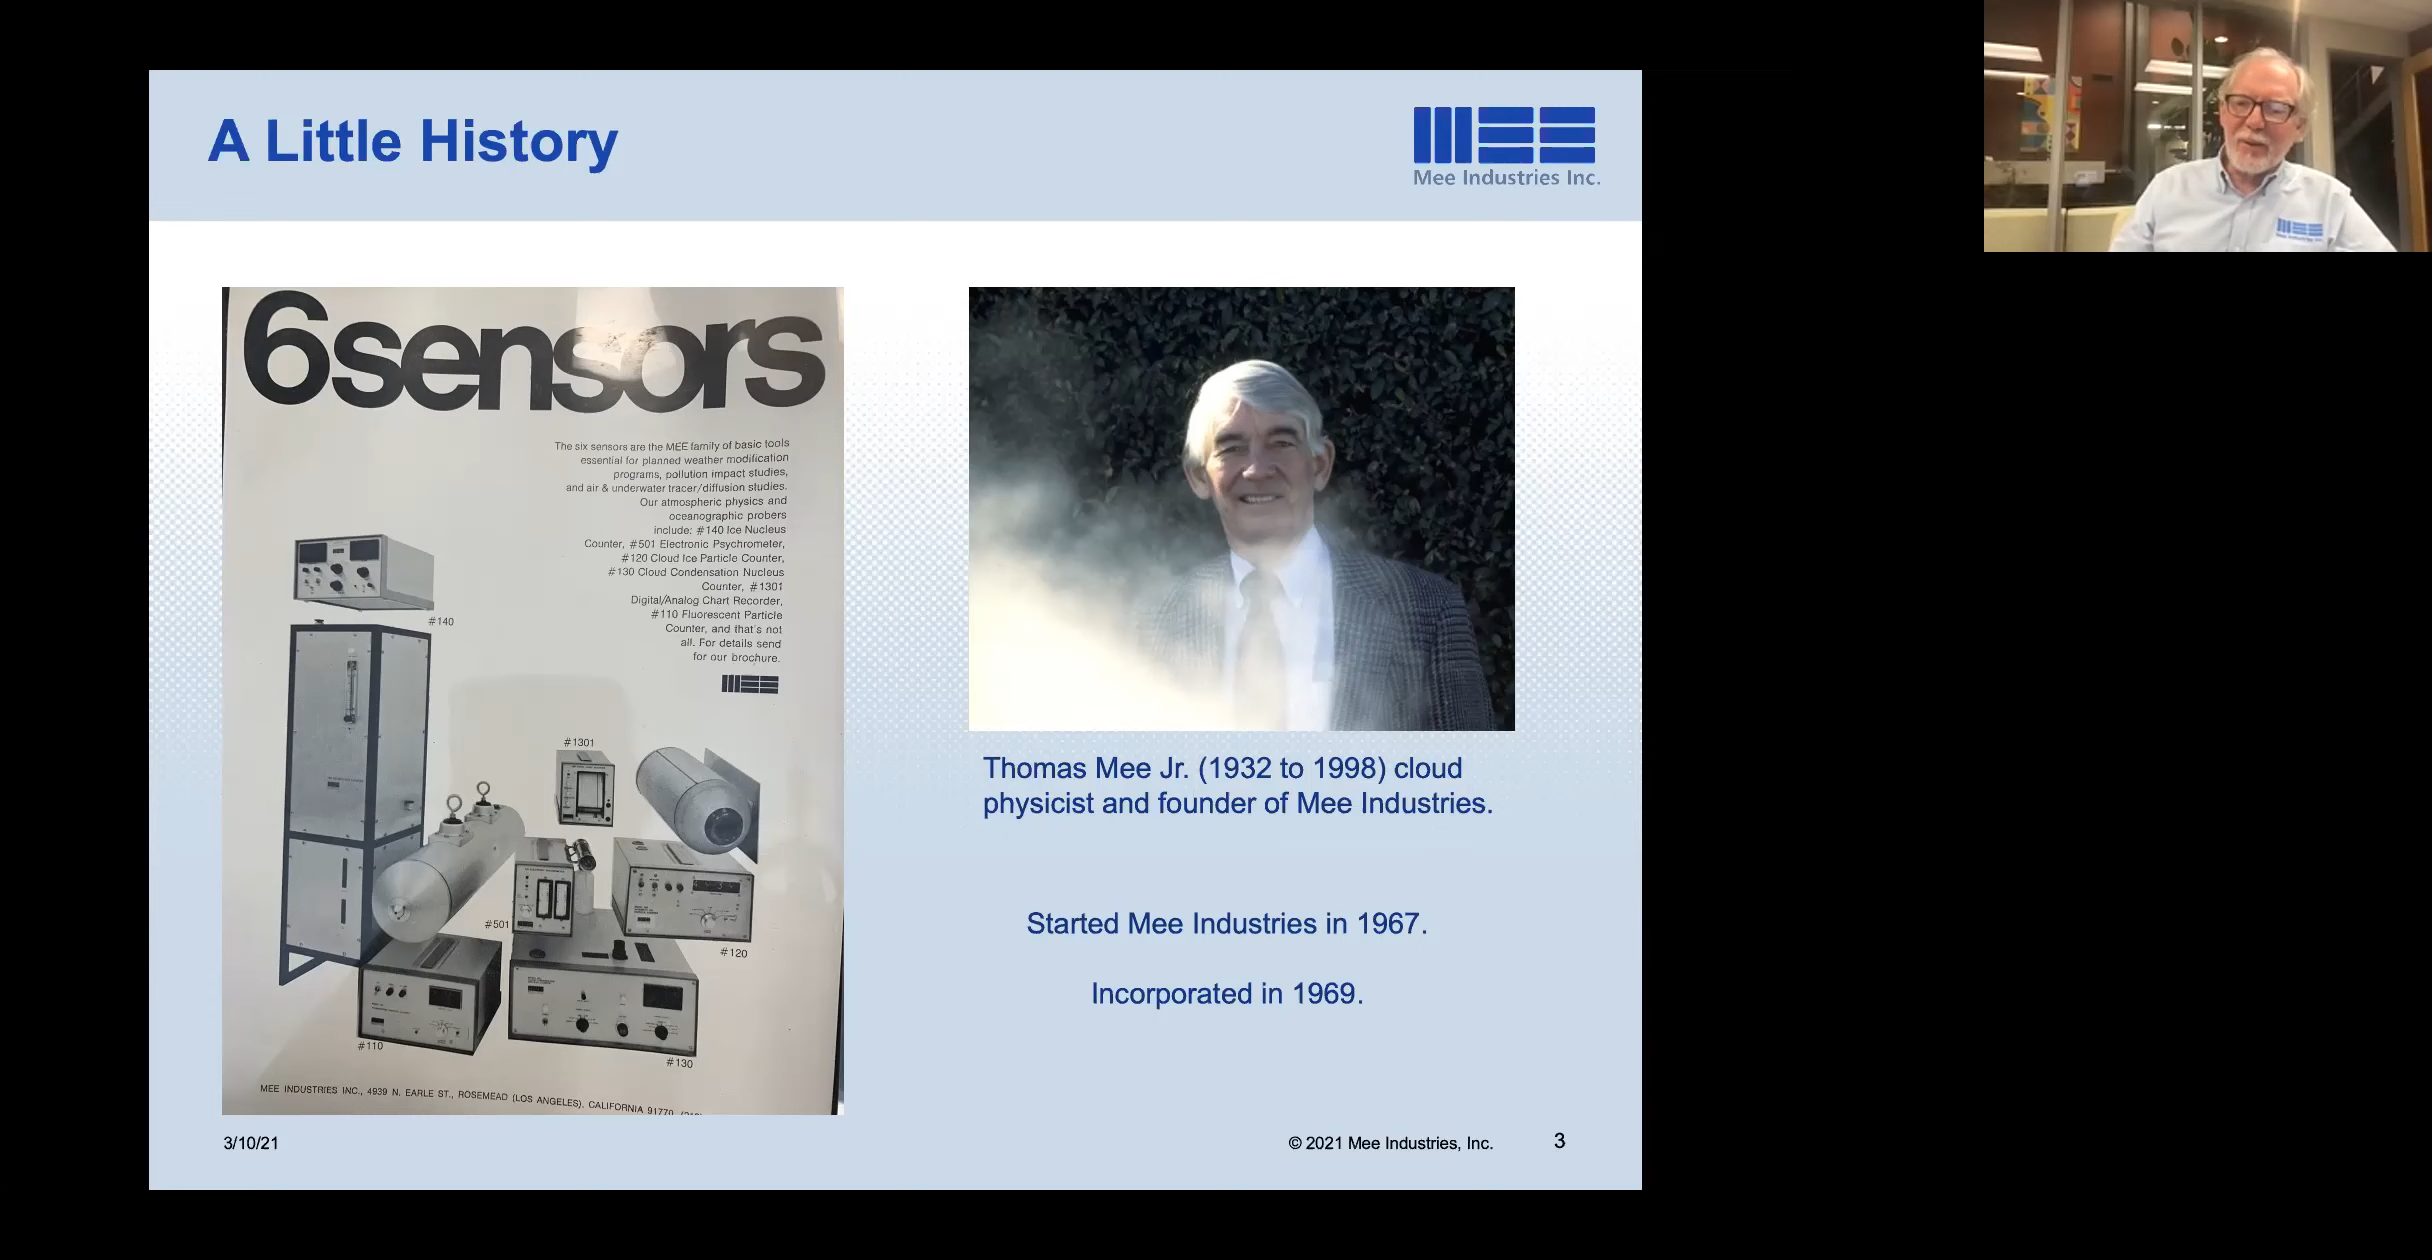 A Little History
Mee Industries Inc.
6sensors
The six sensors are the MEE family of basic tools
essential for planned weather modification
programs, pollution impact studies,
and air & underwater tracer/diffusion studies.
Our atmospheric physics and
oceanographic probers
include: #140 Ice Nucleus
Counter, #501 Electronic Psychrometer,
#120 Cloud Ice Particle Counter,
#130 Cloud Condensation Nucleus
Counter, #1301
Digital/Analog Chart Recorder,
#110 Fluorescent Particle
Counter, and that's not
all. For details send
for our brochure.
MEE
#140
#1301
#501
#120
#110
#130
MEE INDUSTRIES INC., 4939 N. EARLE ST., ROSEMEAD (LOS ANGELES), CALIFORNIA 91770
Thomas Mee Jr. (1932 to 1998) cloud
physicist and founder of Mee Industries.
Started Mee Industries in 1967.
Incorporated in 1969.
3/10/21
© 2021 Mee Industries, Inc.
3
MEE